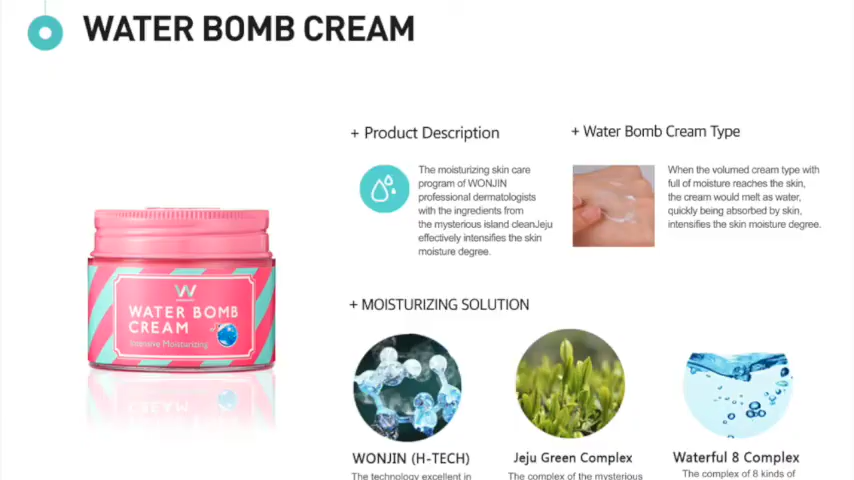 WATER BOMB CREAM
+ Product Description
The moisturizing skin care
program of WONJIN
professional dermatologists
with the ingredients from
the mysterious island clean.Jeju
effectively intensifies the skin
moisture degree.
+ Water Bomb Cream Type
When the volumed cream type with
full of moisture reaches the skin,
the cream would melt as water,
quickly being absorbed by skin,
intensifies the skin moisture degree.
W
WATER BOMB
CREAM
Intensive Moisturizing
+ MOISTURIZING SOLUTION
WONJIN (H-TECH)
The technology excellent in
Jeju Green Complex
The complex of the mysterious
Waterful 8 Complex
The complex of 8 kinds of